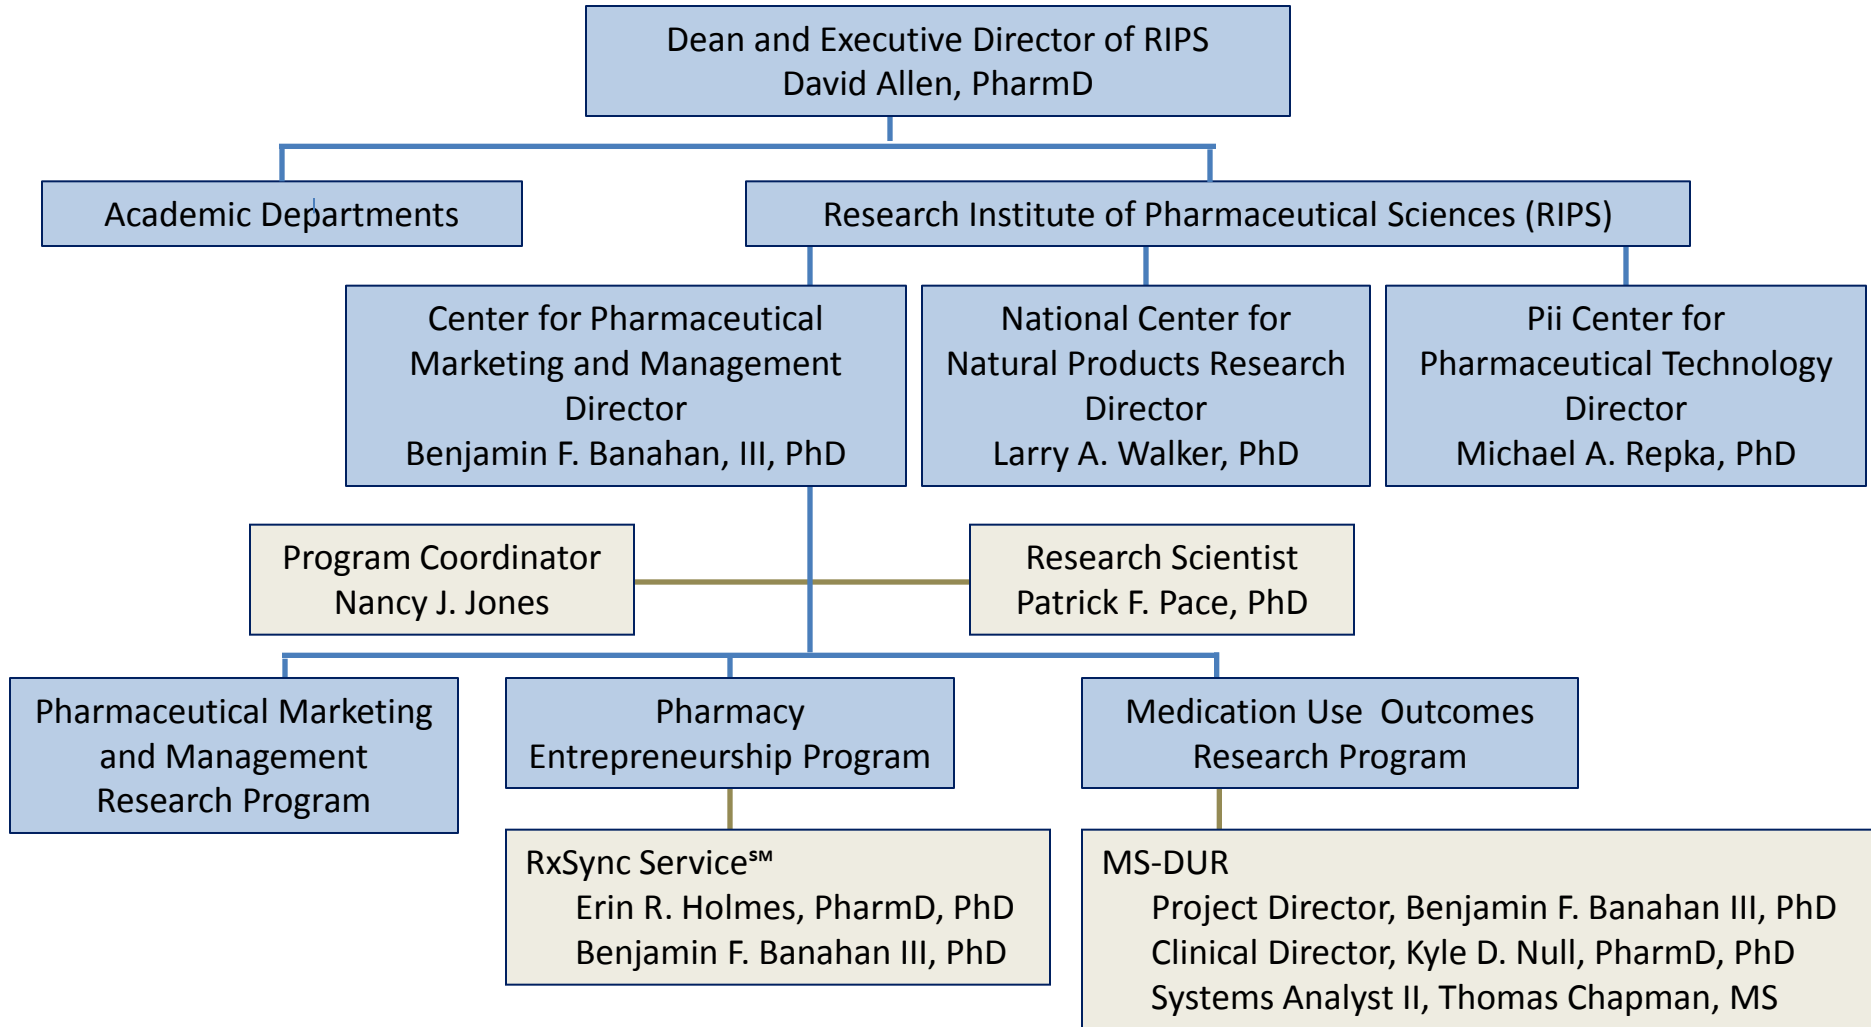 Dean and Executive Director of RIPS
David Allen, PharmD
Academic Departments
Research Institute of Pharmaceutical Sciences (RIPS)
Center for Pharmaceutical
Marketing and Management
Director
Benjamin F. Banahan, III, PhD
National Center for
Natural Products Research
Director
Larry A. Walker, PhD
Pii Center for
Pharmaceutical Technology
Director
Michael A. Repka, PhD
Program Coordinator
Nancy J. Jones
Research Scientist
Patrick F. Pace, PhD
Pharmaceutical Marketing
and Management
Research Program
Pharmacy
Entrepreneurship Program
Medication Use  Outcomes
Research Program
RxSync Service℠
Erin R. Holmes, PharmD, PhD
Benjamin F. Banahan III, PhD
MS-DUR
Project Director, Benjamin F. Banahan III, PhD
Clinical Director, Kyle D. Null, PharmD, PhD
Systems Analyst II, Thomas Chapman, MS